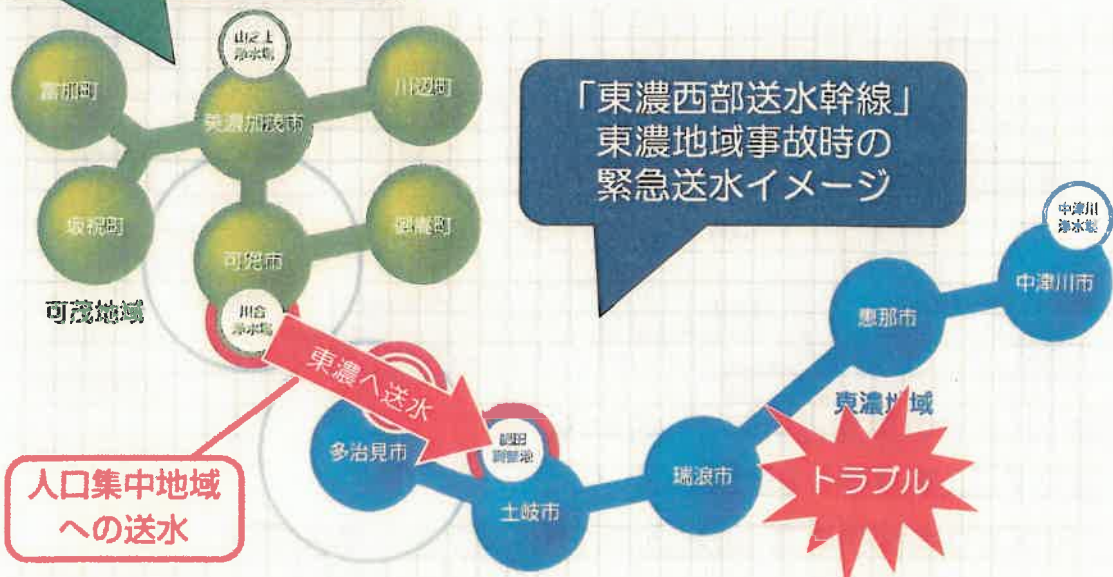 山之上
浄水場
富加町
美濃加茂市
川辺町
坂祝町
可児市
御嵩町
可茂地域
川合
浄水場
「東濃西部送水幹線」
東濃地域事故時の
緊急送水イメージ
中津川
浄水場
中津川市
恵那市
東濃地域
東濃へ送水
多治見市
土岐市
瑞浪市
トラブル
人口集中地域
への送水